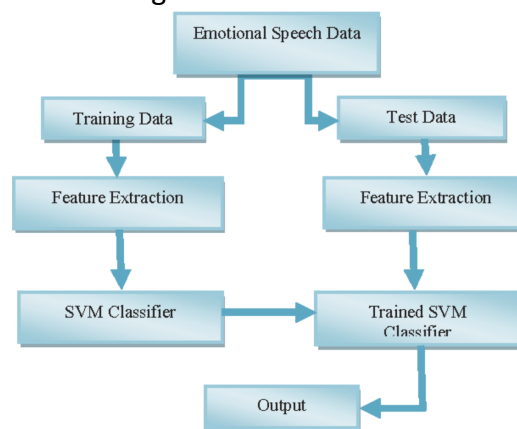 Emotional Speech Data
Training Data
Test Data
Feature Extraction
Feature Extraction
SVM Classifier
Trained SVM
Classifier
Output